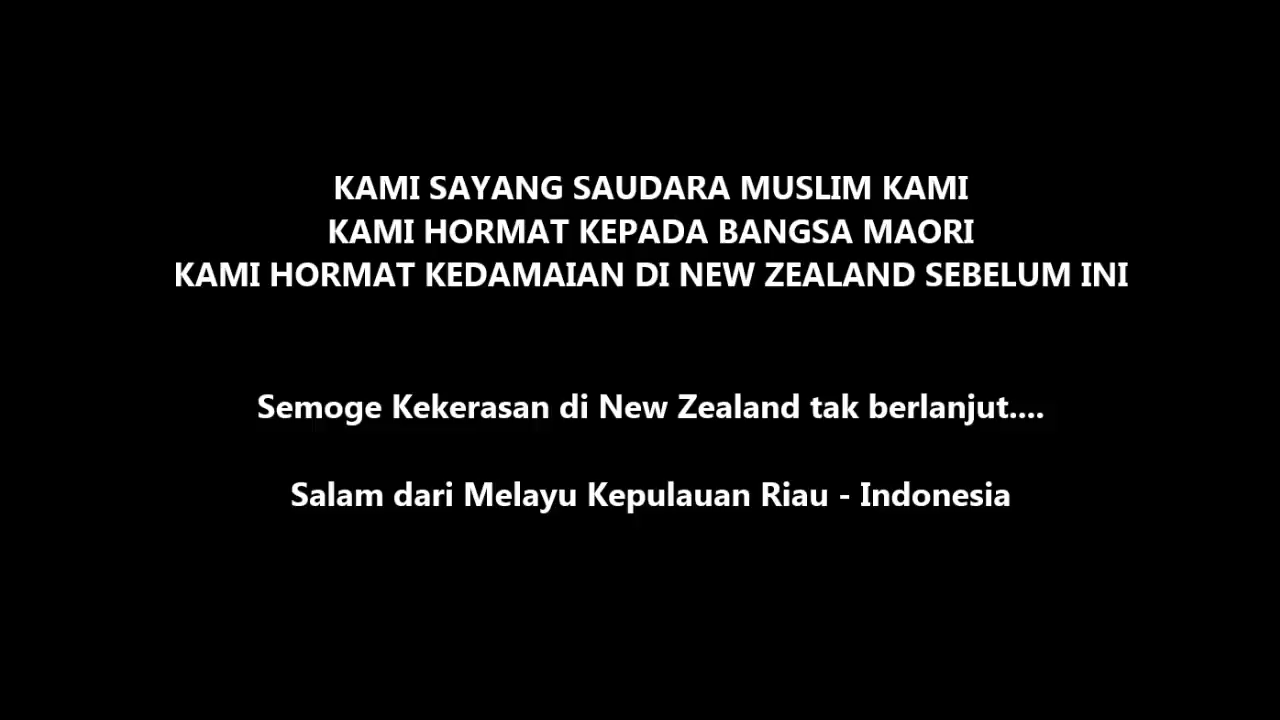 KAMI SAYANG SAUDARA MUSLIM KAMI
KAMI HORMAT KEPADA BANGSA MAORI
KAMI HORMAT KEDAMAIAN DI NEW ZEALAND SEBELUM INI
Semoge Kekerasan di New Zealand tak berlanjut....
Salam dari Melayu Kepulauan Riau - Indonesia